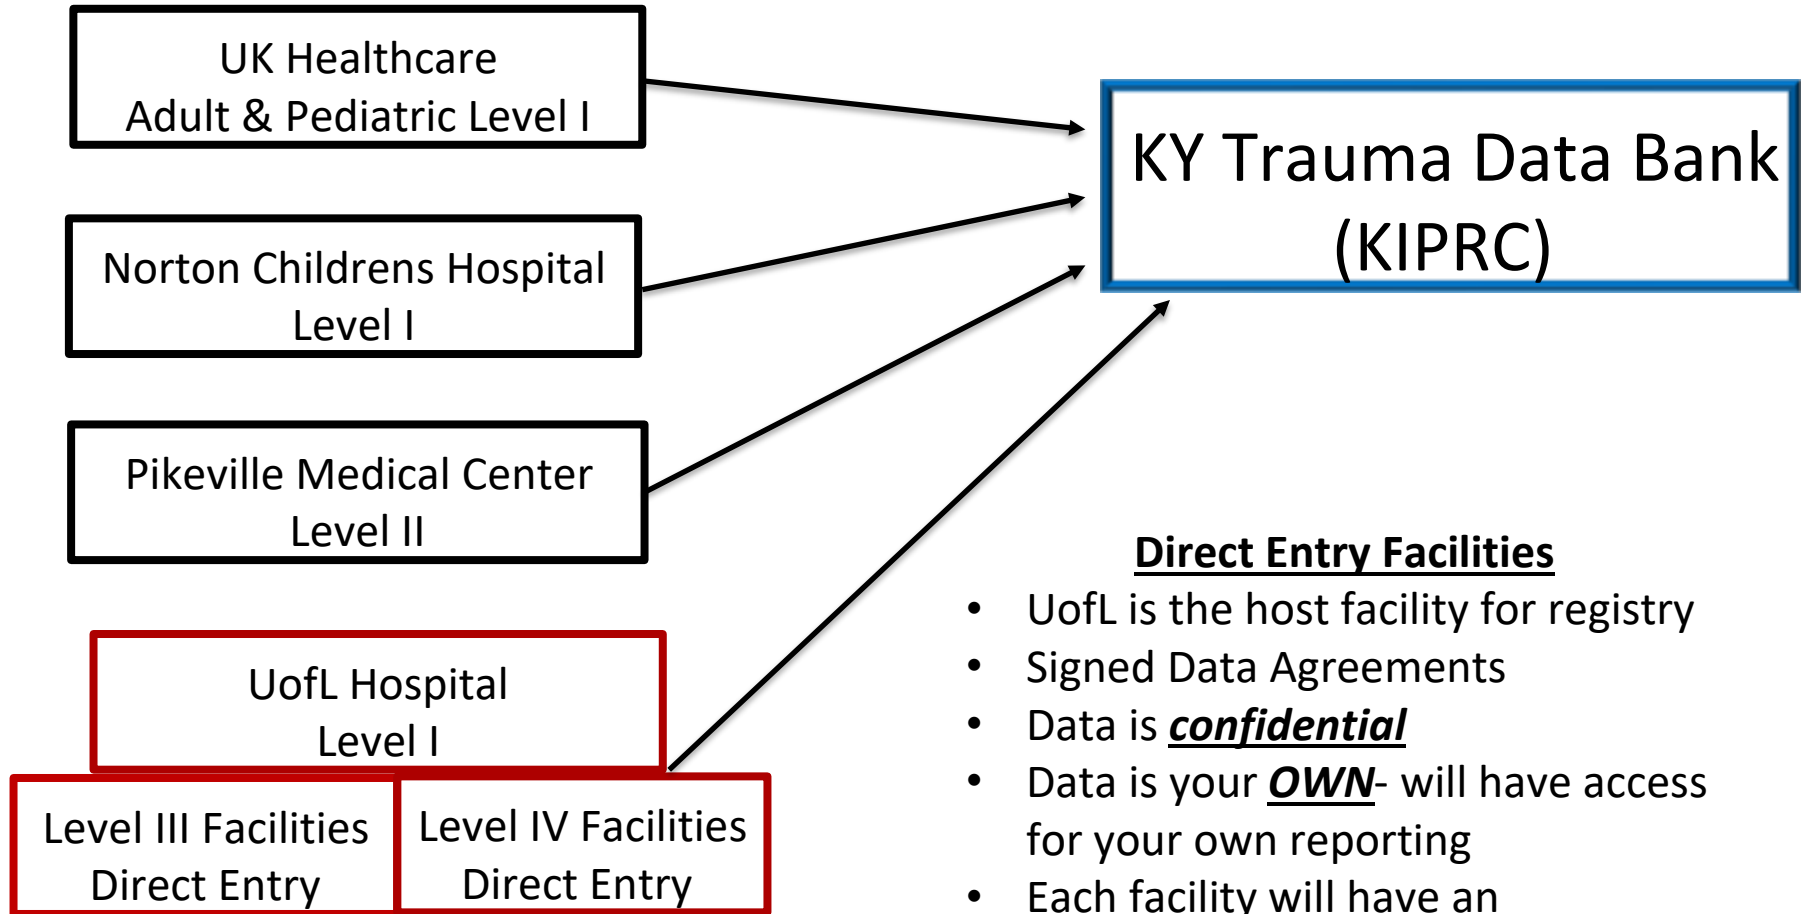 UK Healthcare
Adult & Pediatric Level I
KY Trauma Data Bank
(KIPRC)
Norton Childrens Hospital
Level I
Pikeville Medical Center
Level II
UofL Hospital
Level I
Level III Facilities
Direct Entry
Level IV Facilities
Direct Entry
Direct Entry Facilities
• UofL is the host facility for registry
• Signed Data Agreements
• Data is confidential
• Data is your OWN- will have access
for your own reporting
• Each facility will have an